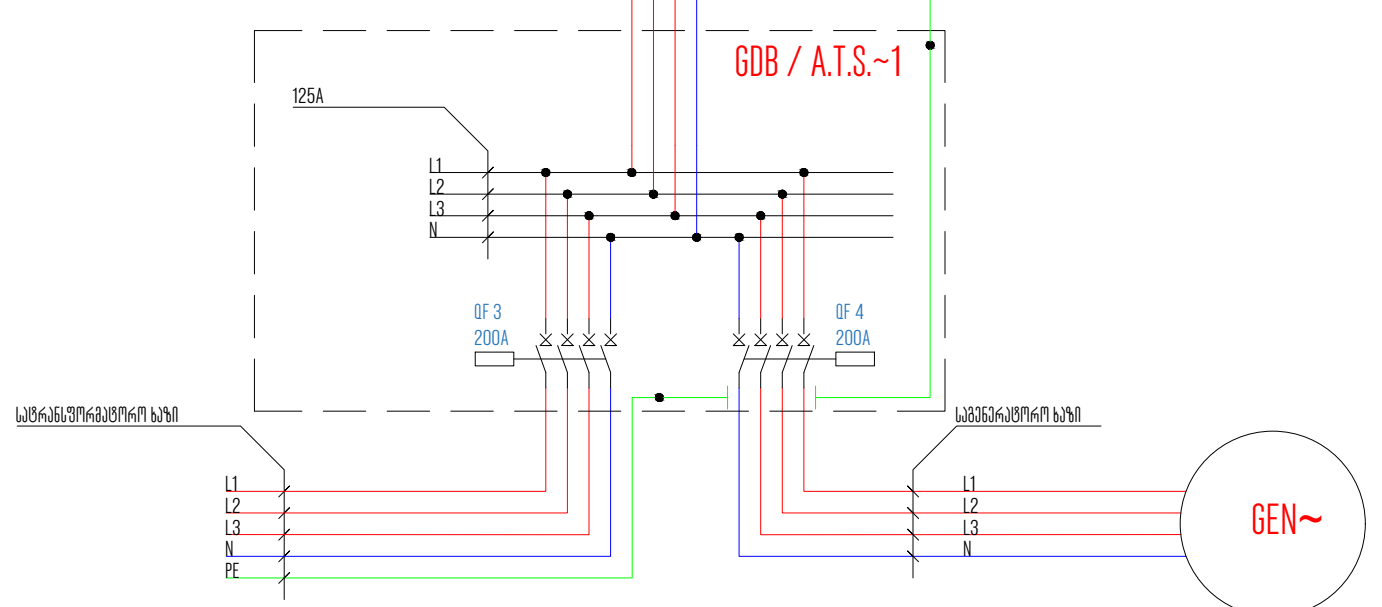 GDB / A.T.S.~1
125A
L1
L2
L3
N
QF 3
200A
QF 4
200A
სატრანსფორმატორო ხაზი
საგენერატორო ხაზი
L1
L2
L3
N
PE
L1
L2
L3
N
GEN~